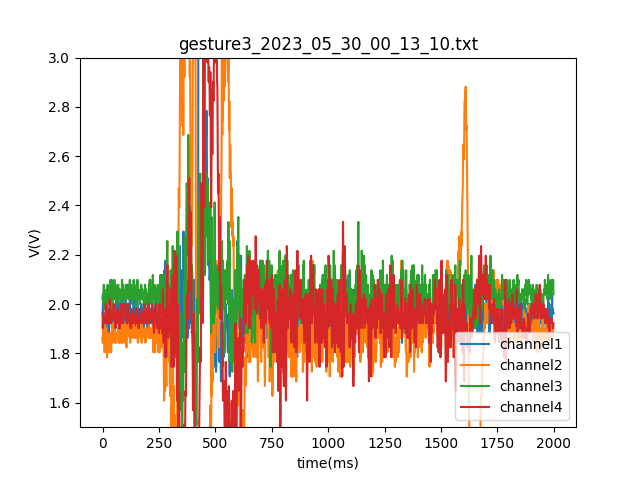 gesture3_2023_05_30_00_13_10.txt
3.0
2.8
2.6
2.4
2.2
2.0
1.8
1.6
V(V)
0 250 500 750 1000 1250 1500 1750 2000
time(ms)
channel1
channel2
channel3
channel4